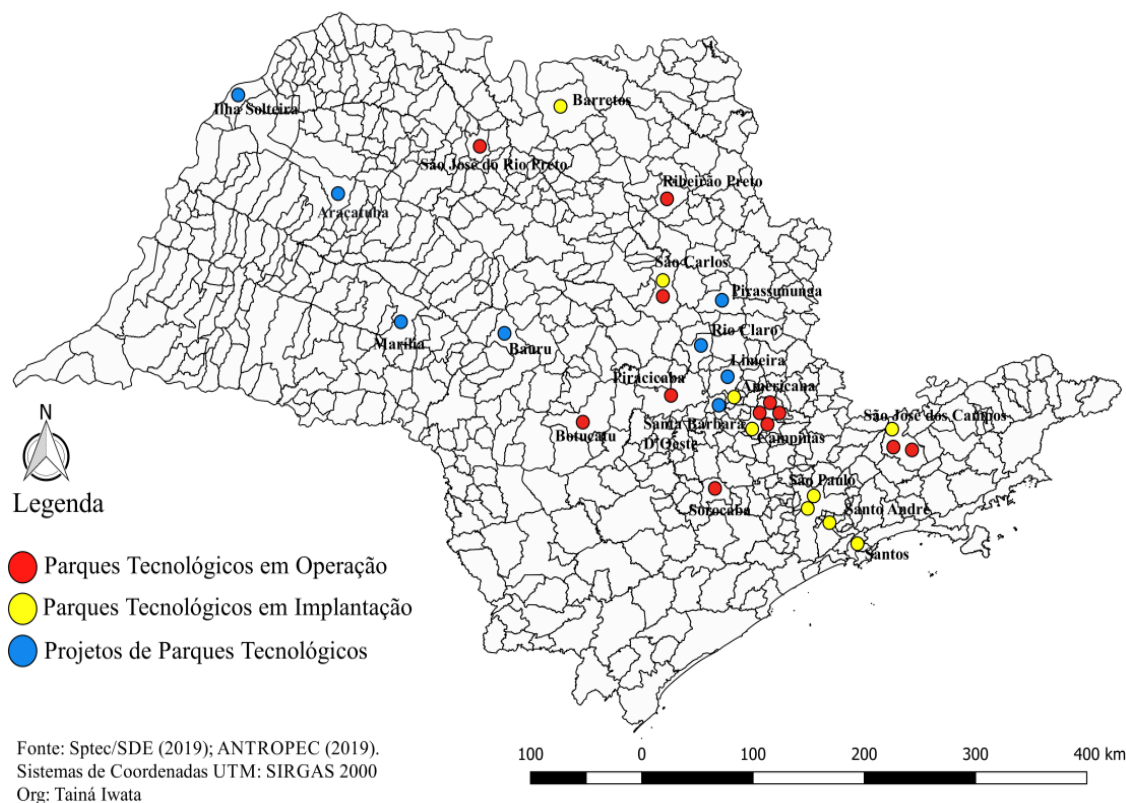 Barretos
Ilha Solteira
São José do Rio Preto
Ribeirão Preto
Araçatuba
São Carlos
Pirassununga
Rio Claro
Marília
Bauru
Limeira
Piracicaba
Americana
São José dos Campos
Santa Bárbara
D'Oeste
Botucatu
Campinas
São Paulo
Sorocaba
Santo André
Santos
N
Legenda
Parques Tecnológicos em Operação
Parques Tecnológicos em Implantação
Projetos de Parques Tecnológicos
Fonte: Sptec/SDE (2019); ANTROPEC (2019).
Sistemas de Coordenadas UTM: SIRGAS 2000
Org: Tainá Iwata
100 0 100 200 300 400 km